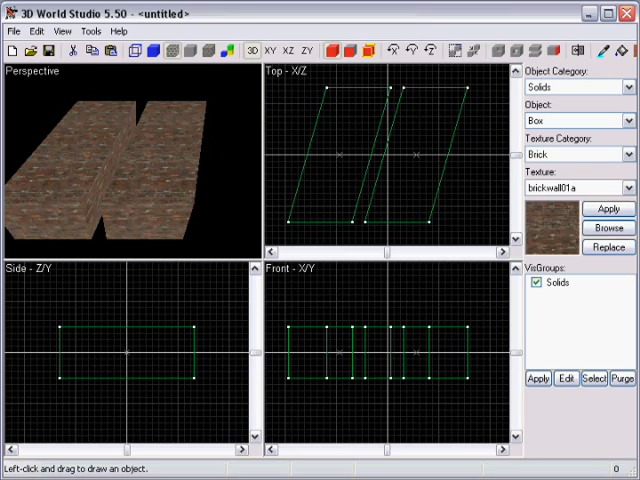 3D World Studio 5.50 - <untitled>
File Edit View Tools Help
3D XY XZ ZY X Y Z
Perspective
Top - X/Z
Object Category:
Solids
Object:
Box
Texture Category:
Brick
Texture:
brickwall01a
Apply
Browse
Replace
Side - Z/Y
Front - X/Y
VisGroups:
Solids
Apply Edit Select Purge
Left-click and drag to draw an object.
0